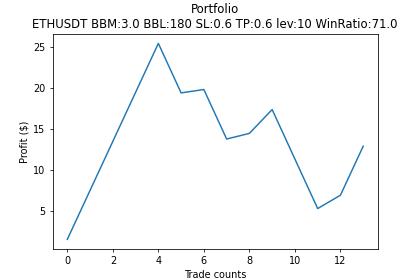 Portfolio
ETHUSDT BBM:3.0 BBL:180 SL:0.6 TP:0.6 lev:10 WinRatio:71.0
25
20
15
10
5
Profit ($)
0 2 4 6 8 10 12
Trade counts